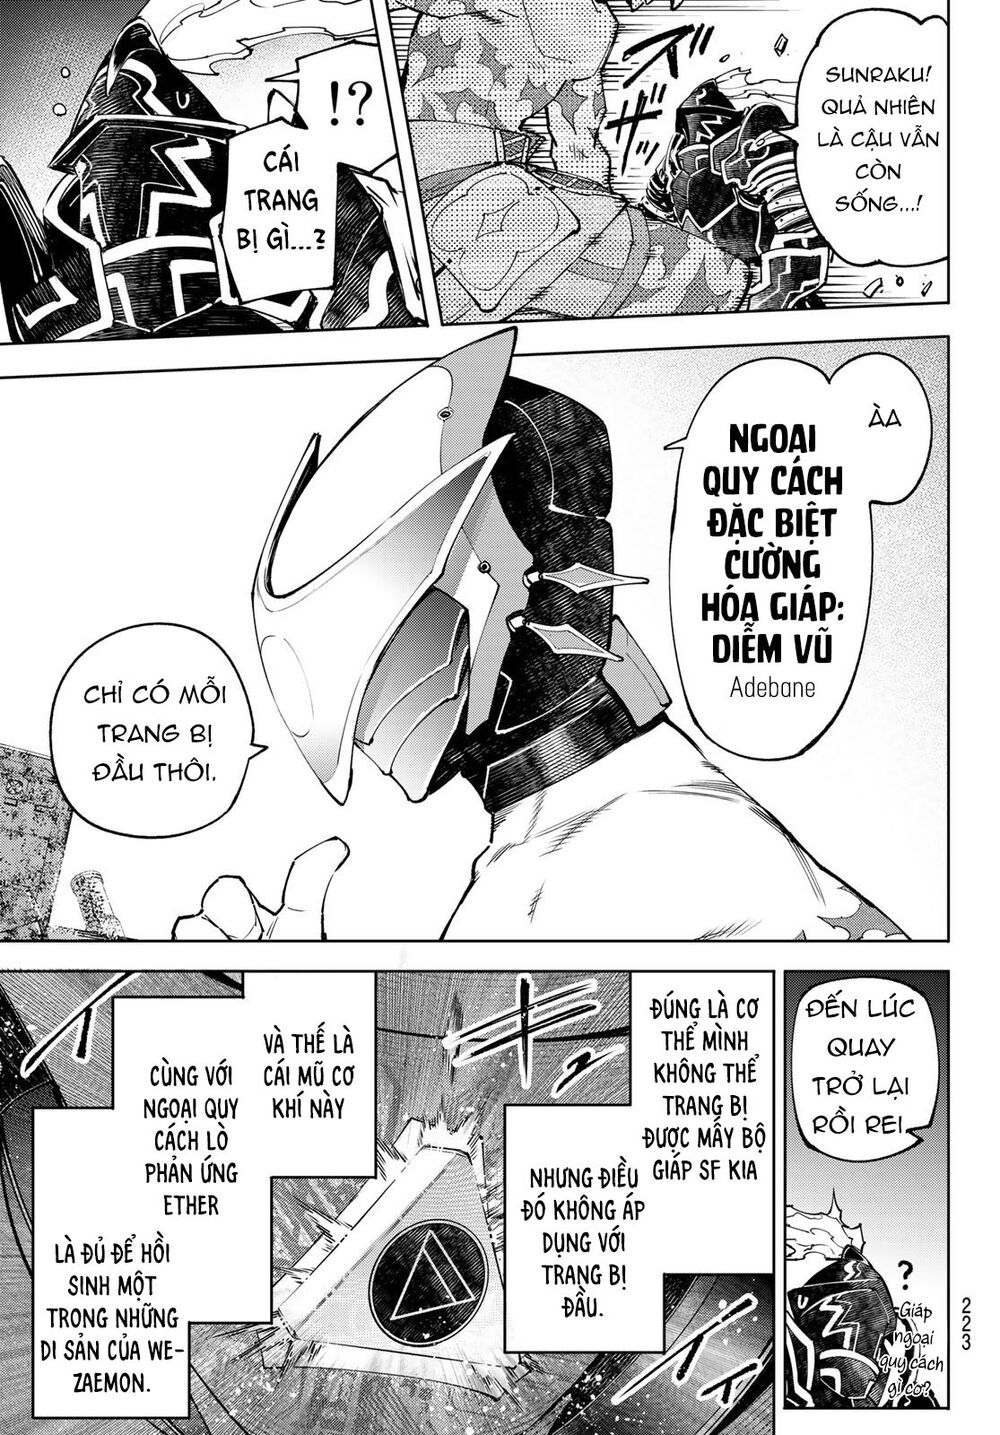 SUNRAKU!
QUẢ NHIÊN
LÀ CẬU VẪN
CÒN
SỐNG...!
!?
CÁI
TRANG
BỊ GÌ...?
ÀA
NGOẠI
QUY CÁCH
ĐẶC BIỆT
CƯỜNG
HÓA GIÁP:
DIỄM VŨ
Adebane
CHỈ CÓ MỖI
TRANG BỊ
ĐẦU THÔI.
ĐẾN LÚC
QUAY
TRỞ LẠI
RỒI REI
?
Giáp
ngoại
quy cách
gì cơ?
ĐÚNG LÀ CƠ
THỂ MÌNH
KHÔNG THỂ
TRANG BỊ
ĐƯỢC MẤY BỘ
GIÁP SF KIA
NHƯNG ĐIỀU
ĐÓ KHÔNG ÁP
DỤNG VỚI
TRANG BỊ
ĐẦU.
VÀ THẾ LÀ
CÁI MŨ CƠ
KHÍ NÀY
CÙNG VỚI
NGOẠI QUY
CÁCH LÒ
PHẢN ỨNG
ETHER
LÀ ĐỦ ĐỂ HỒI
SINH MỘT
TRONG NHỮNG
DI SẢN CỦA WE-
ZAEMON.
223